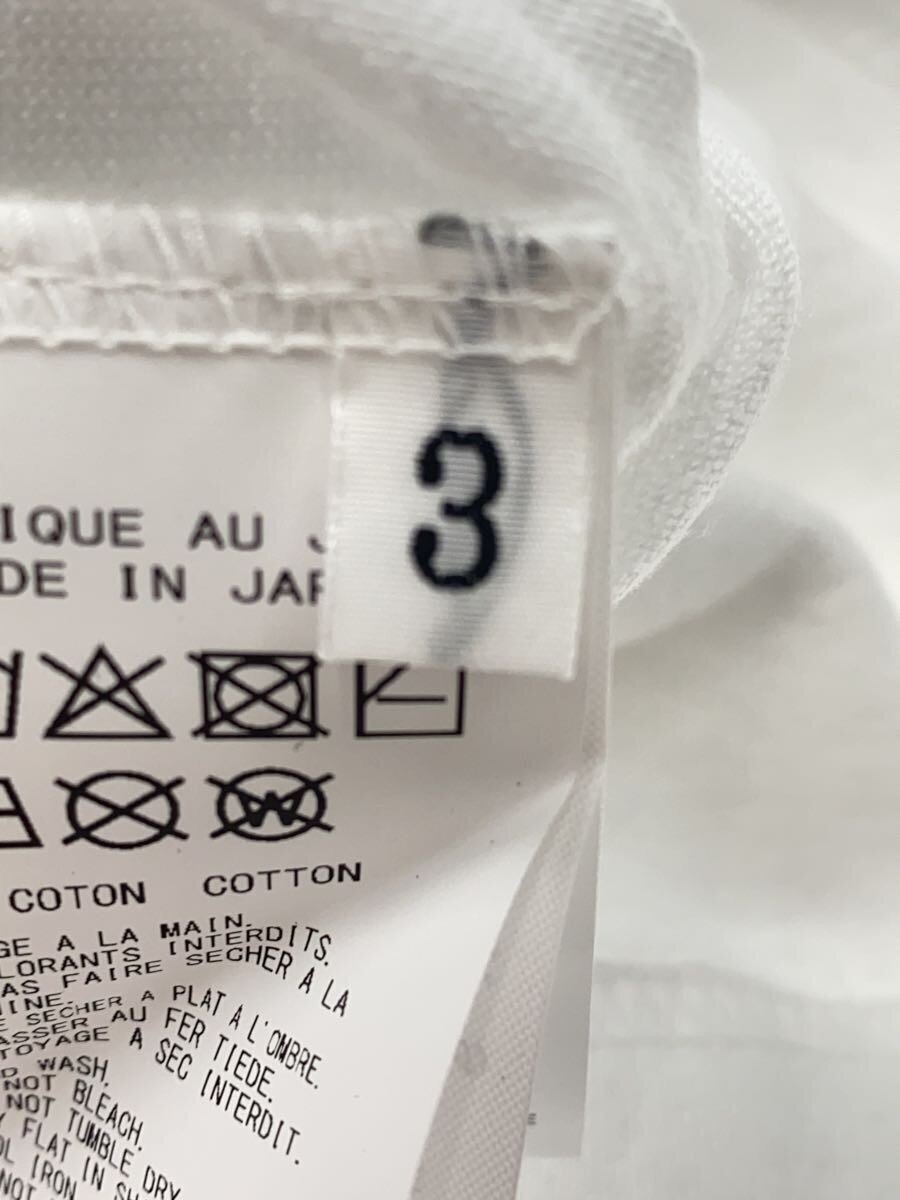 3
IQUE AU J
DE IN JAP
W
COTON COTTON
GE A LA MAIN.
LORANTS INTERDITS.
AS FAIRE SECHER A LA
INE.
SECHER A PLAT A L'OMBRE.
ASSER AU FER TIEDE.
TOYAGE A SEC INTERDIT.
D WASH.
NOT BLEACH.
NOT TUMBLE DRY
FLAT IN SH
OL IRON
NOT